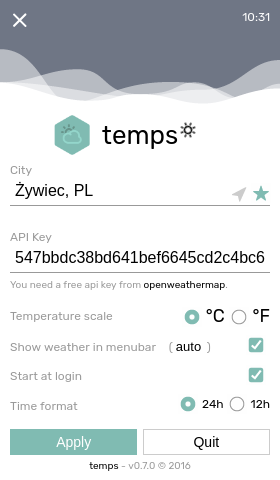 10:31
temps
City
Żywiec, PL
API Key
547bbdc38bd641bef6645cd2c4bc6
You need a free api key from openweathermap.
Temperature scale °C °F
Show weather in menubar ( auto )
Start at login
Time format 24h 12h
Apply Quit
temps - v0.7.0 © 2016